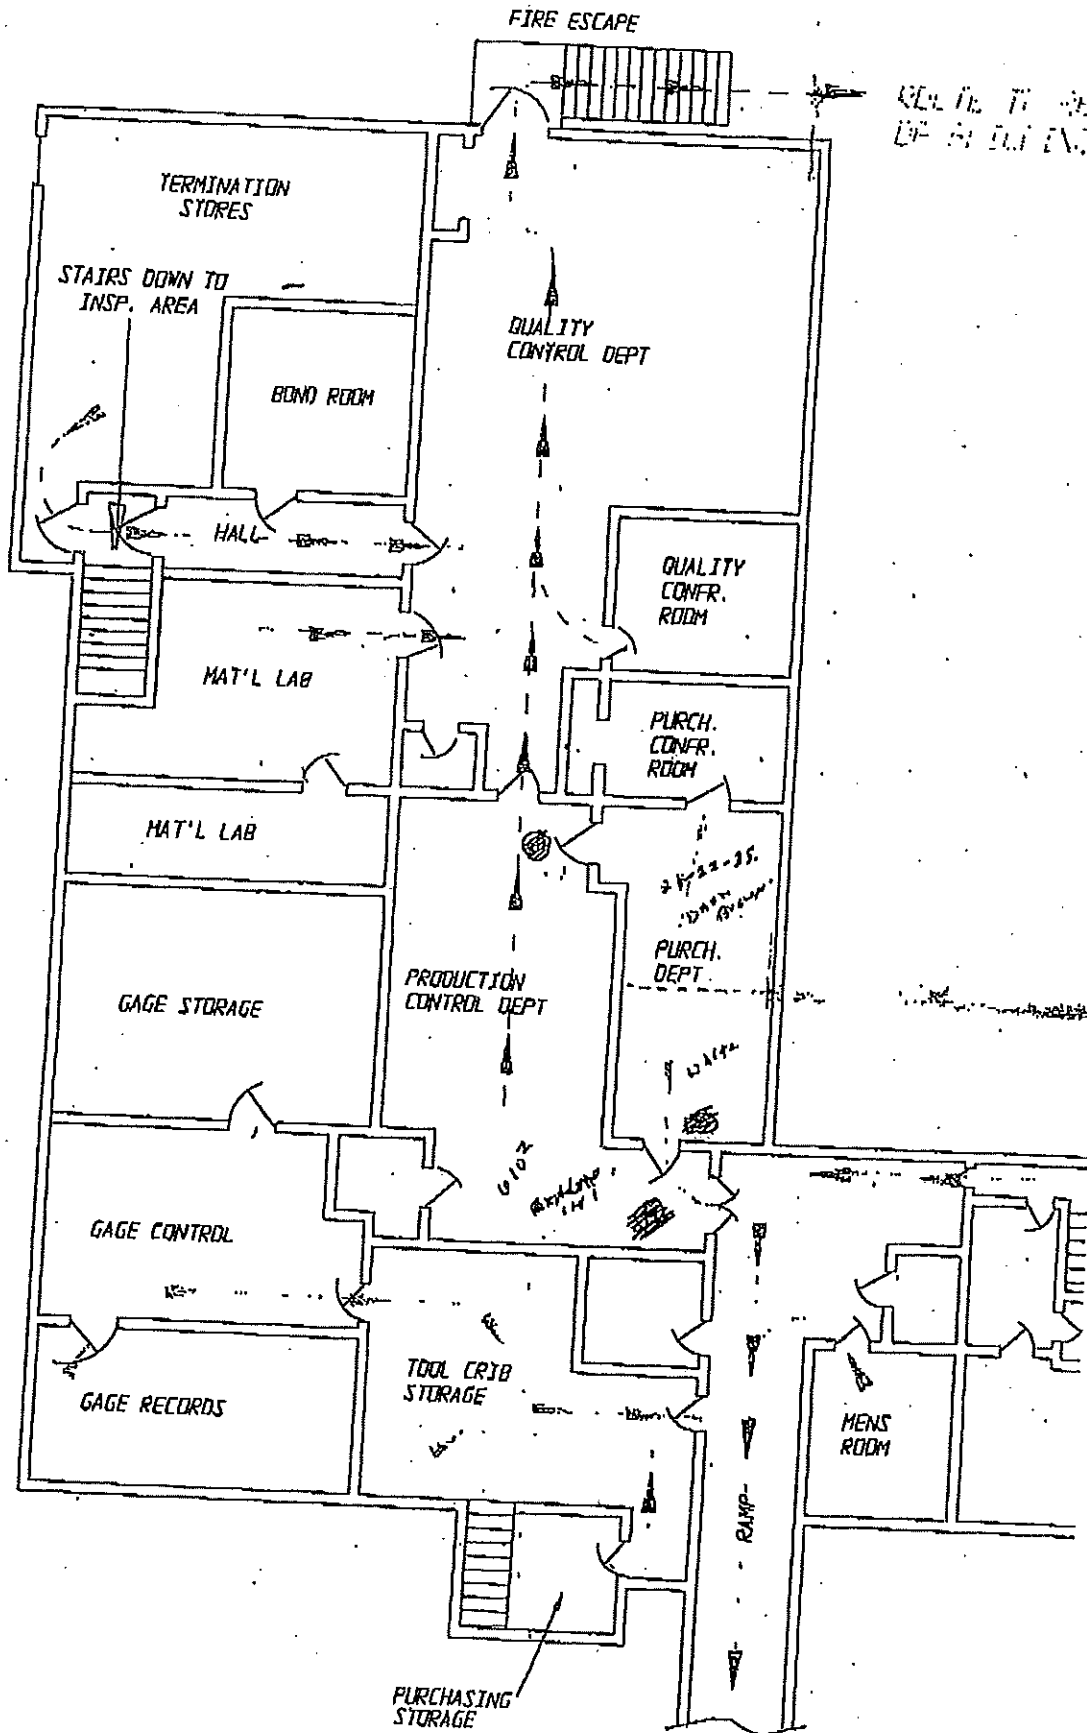 FIRE ESCAPE
TERMINATION
STORES
STAIRS DOWN TO
INSP. AREA
QUALITY
CONTROL DEPT
BOND ROOM
HALL
QUALITY
CONFR.
ROOM
MAT'L LAB
PURCH.
CONFR.
ROOM
MAT'L LAB
PURCH.
DEPT
PRODUCTION
CONTROL DEPT
GAGE STORAGE
GAGE CONTROL
TOOL CRIB
STORAGE
GAGE RECORDS
MENS
ROOM
RAMP
PURCHASING
STORAGE